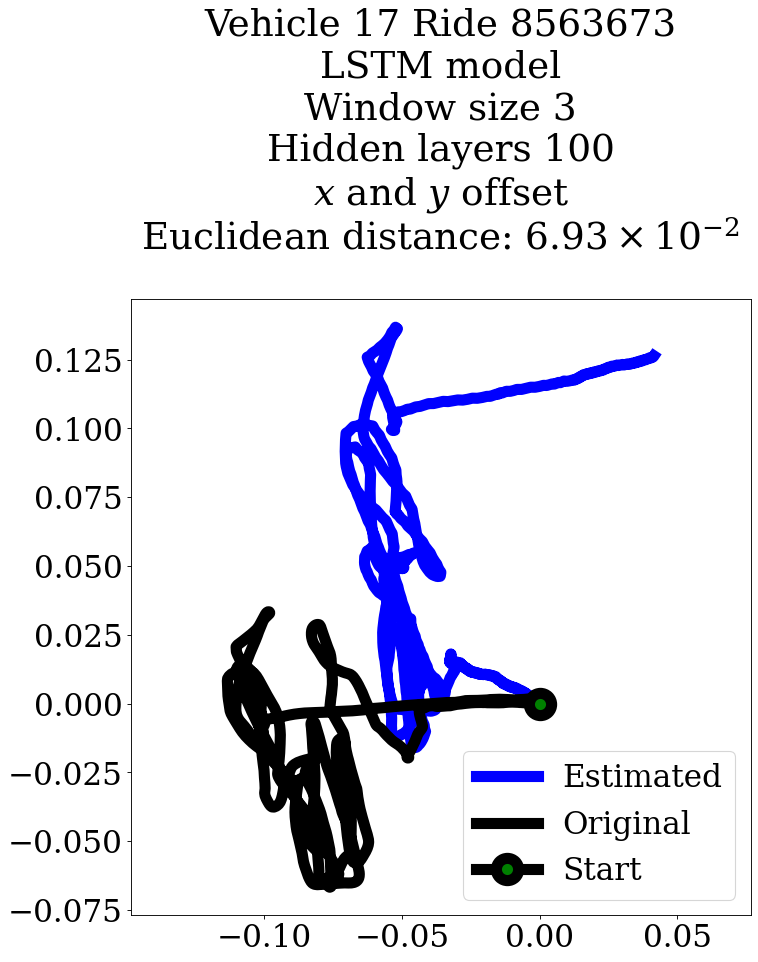 Vehicle 17 Ride 8563673
LSTM model
Window size 3
Hidden layers 100
x and y offset
Euclidean distance: 6.93 × 10⁻²
0.125
0.100
0.075
0.050
0.025
0.000
−0.025
−0.050
−0.075
−0.10
−0.05
0.00
0.05
Estimated
Original
Start